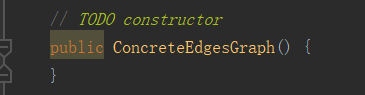 // TODO constructor
public ConcreteEdgesGraph() {
}